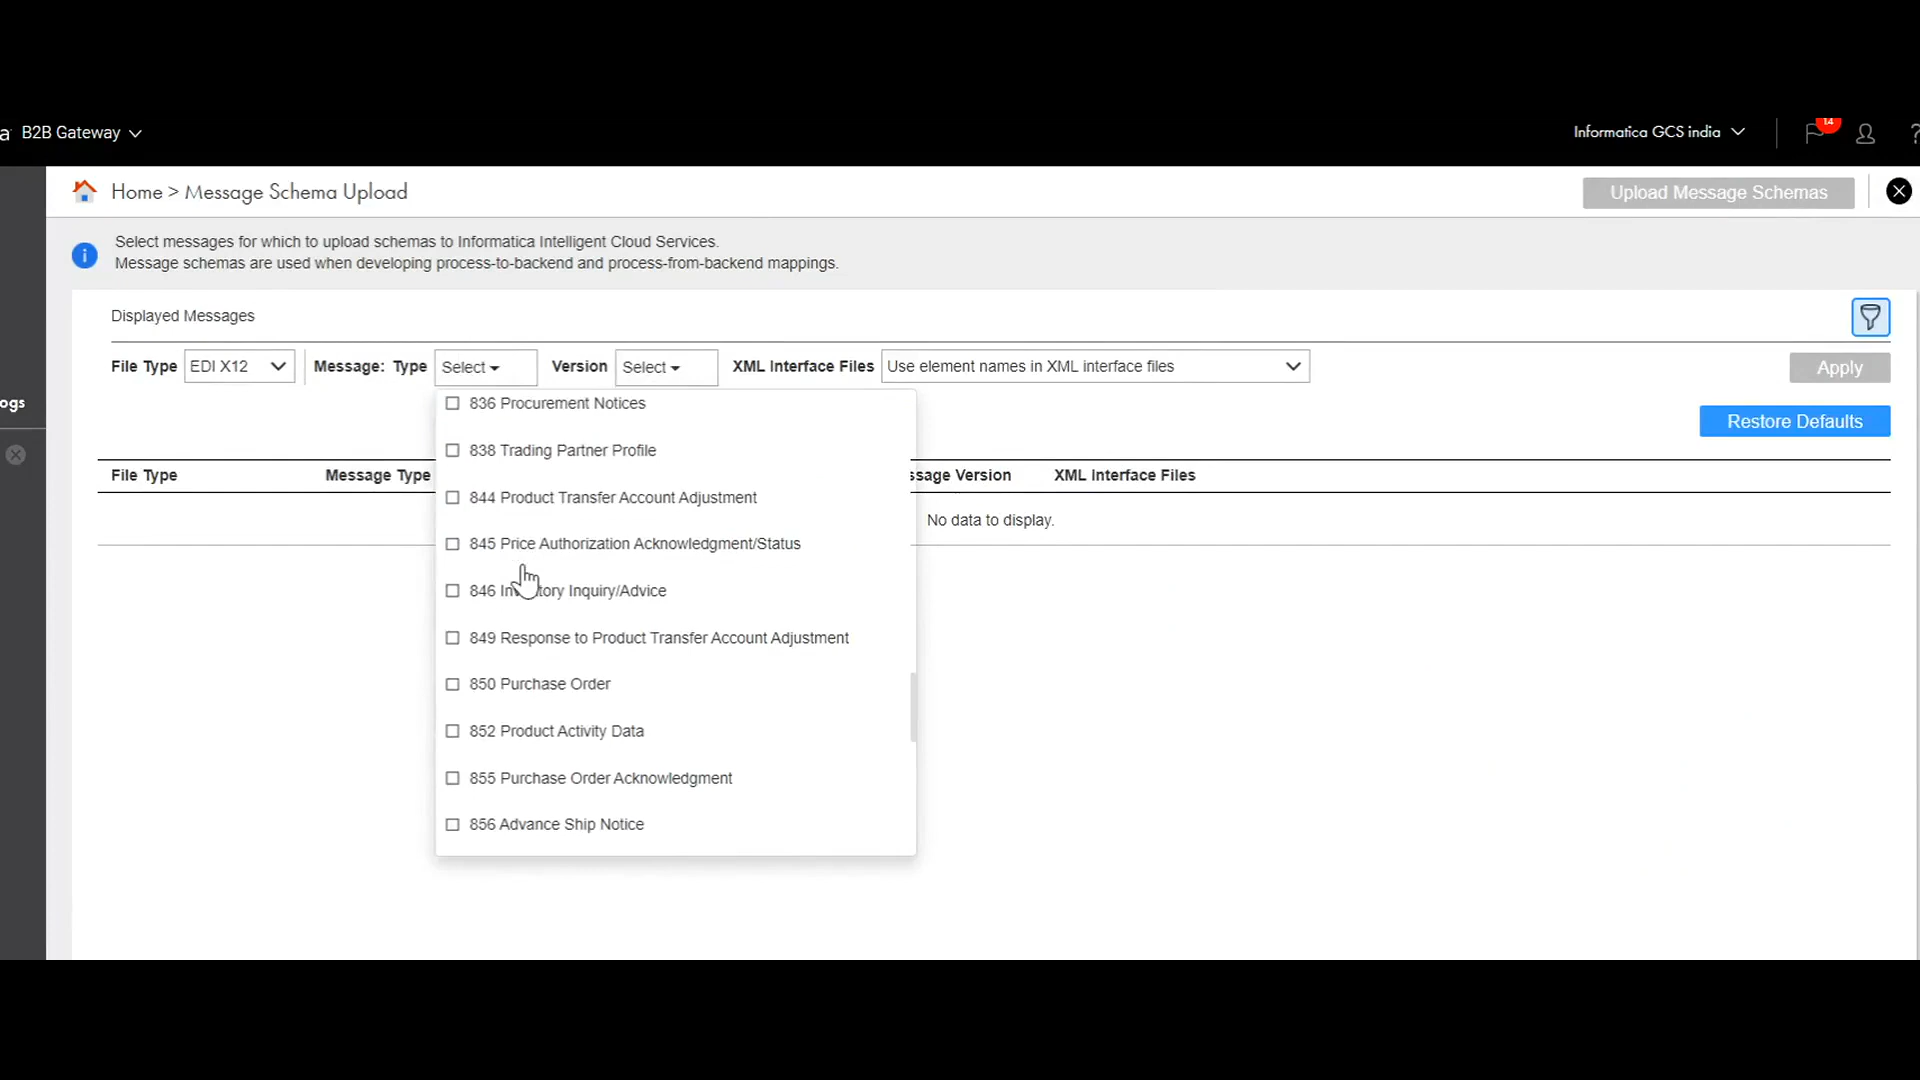 a B2B Gateway
Informatica GCS india
14
?
Home > Message Schema Upload
Upload Message Schemas
Select messages for which to upload schemas to Informatica Intelligent Cloud Services.
Message schemas are used when developing process-to-backend and process-from-backend mappings.
Displayed Messages
File Type EDI X12 Message: Type Select Version Select XML Interface Files Use element names in XML interface files Apply
ogs
Restore Defaults
File Type Message Type ssage Version XML Interface Files
No data to display.
836 Procurement Notices
838 Trading Partner Profile
844 Product Transfer Account Adjustment
845 Price Authorization Acknowledgment/Status
846 Inventory Inquiry/Advice
849 Response to Product Transfer Account Adjustment
850 Purchase Order
852 Product Activity Data
855 Purchase Order Acknowledgment
856 Advance Ship Notice